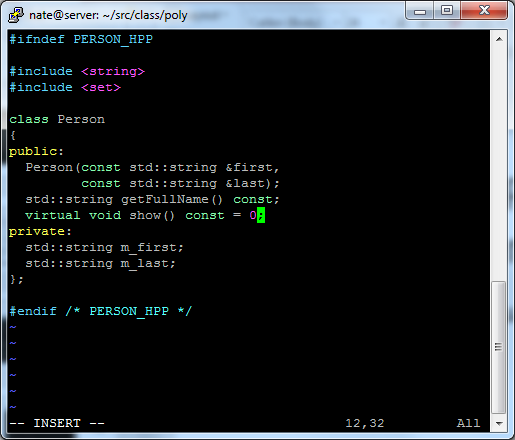 nate@server: ~/src/class/poly
#ifndef PERSON_HPP
#include <string>
#include <set>
class Person
{
public:
  Person(const std::string &first,
         const std::string &last);
  std::string getFullName() const;
  virtual void show() const = 0;
private:
  std::string m_first;
  std::string m_last;
};
#endif /* PERSON_HPP */
~
~
~
~
~
~
-- INSERT -- 12,32 All